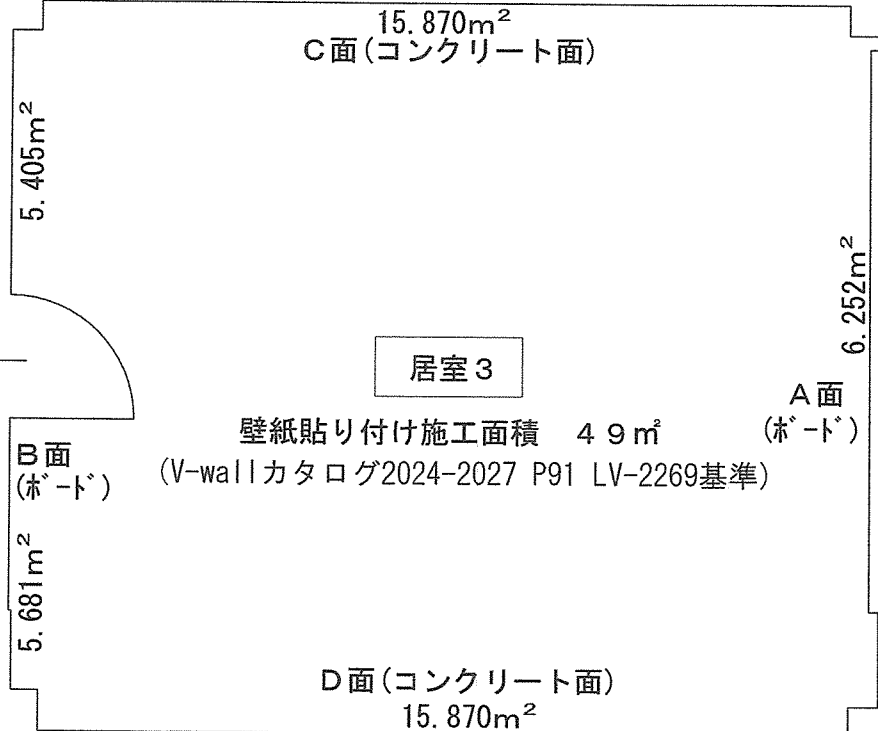 15.870m²
C面(コンクリート面)
5.405m²
6.252m²
居室3
A面
(ﾎﾞｰﾄﾞ)
壁紙貼り付け施工面積 49㎡
(V-wallカタログ2024-2027 P91 LV-2269基準)
B面
(ﾎﾞｰﾄﾞ)
5.681m²
D面(コンクリート面)
15.870m²